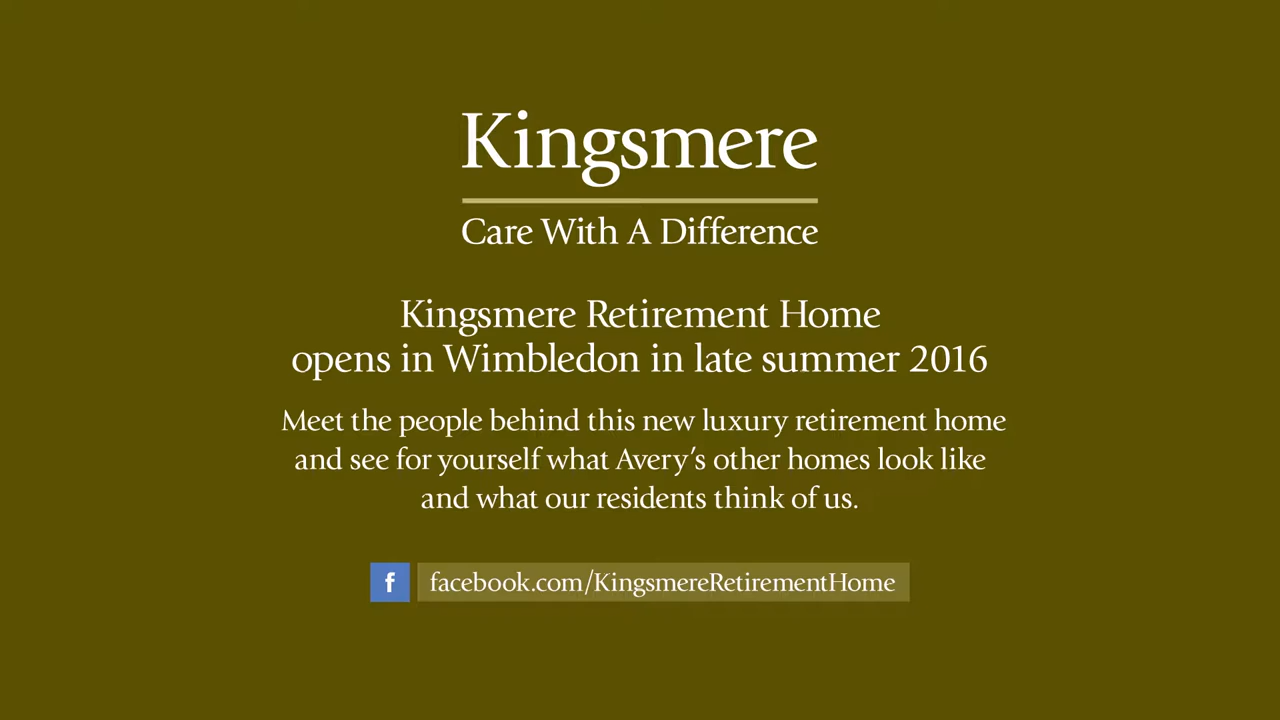 Kingsmere
Care With A Difference
Kingsmere Retirement Home
opens in Wimbledon in late summer 2016
Meet the people behind this new luxury retirement home
and see for yourself what Avery’s other homes look like
and what our residents think of us.
f facebook.com/KingsmereRetirementHome